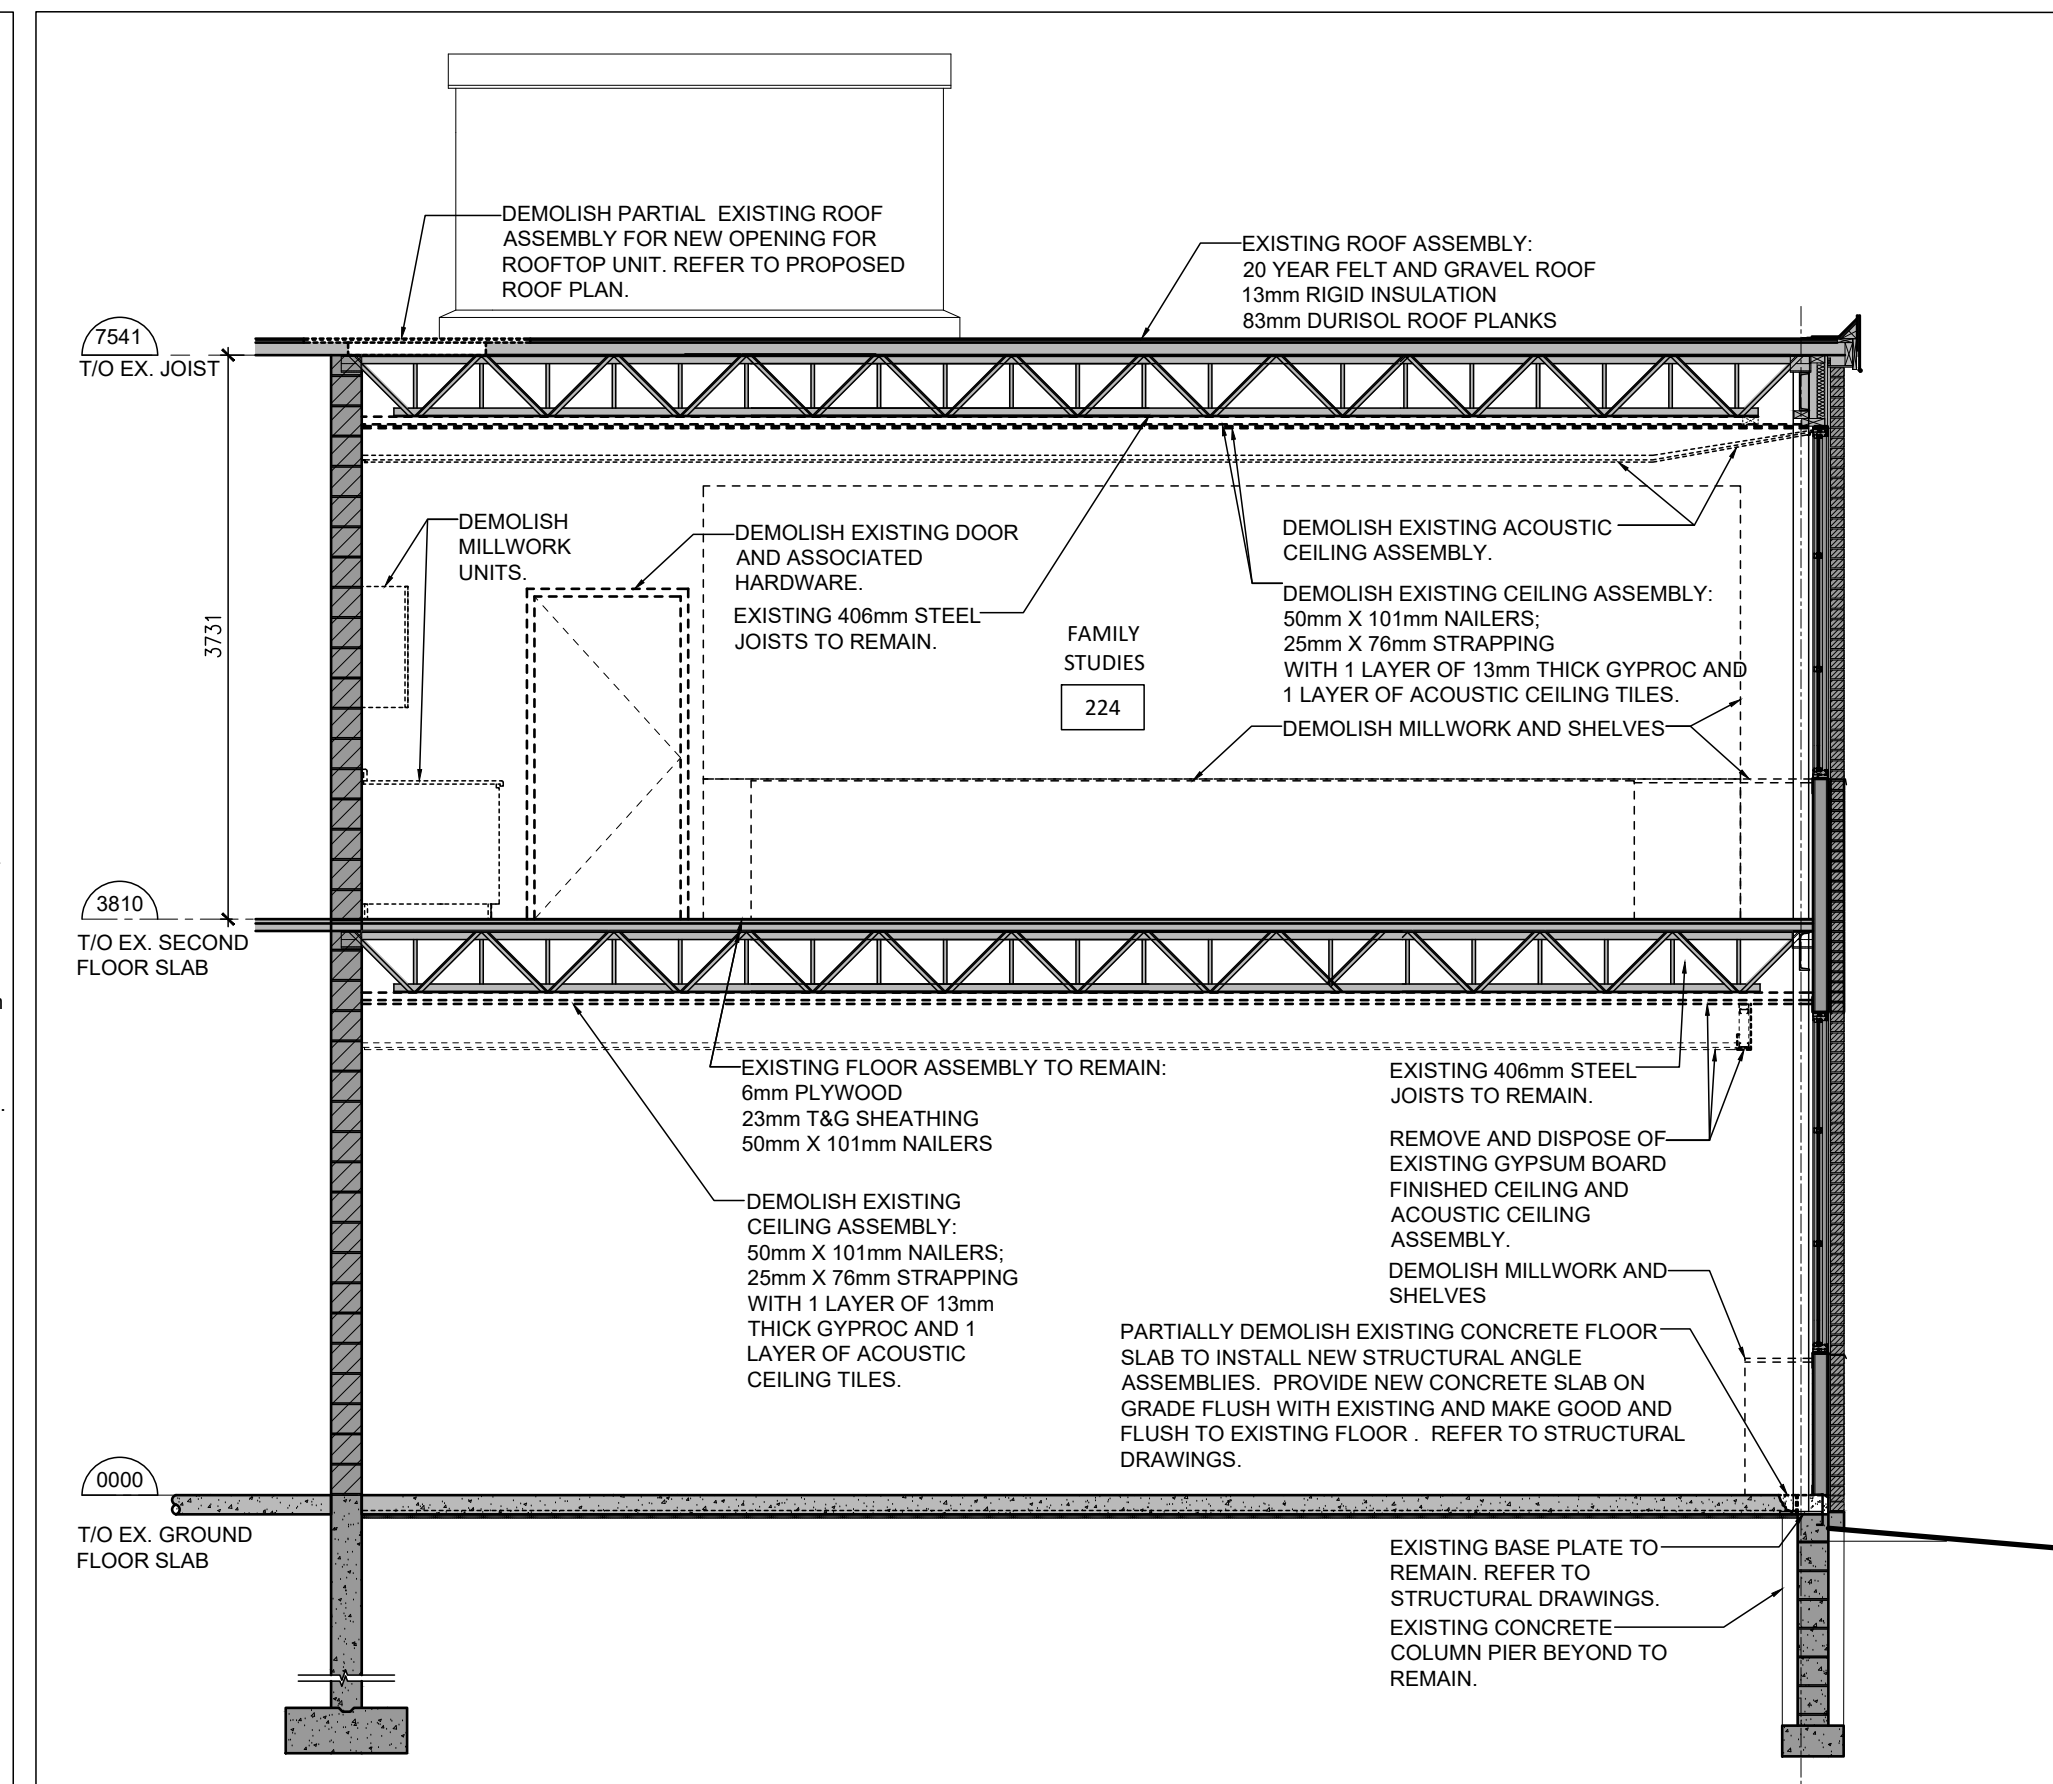 DEMOLISH PARTIAL  EXISTING ROOF
ASSEMBLY FOR NEW OPENING FOR
ROOFTOP UNIT. REFER TO PROPOSED
ROOF PLAN.
EXISTING ROOF ASSEMBLY:
20 YEAR FELT AND GRAVEL ROOF
13mm RIGID INSULATION
83mm DURISOL ROOF PLANKS
7541
T/O EX. JOIST
DEMOLISH
MILLWORK
UNITS.
DEMOLISH EXISTING DOOR
AND ASSOCIATED
HARDWARE.
EXISTING 406mm STEEL
JOISTS TO REMAIN.
FAMILY
STUDIES
224
DEMOLISH EXISTING ACOUSTIC
CEILING ASSEMBLY.
DEMOLISH EXISTING CEILING ASSEMBLY:
50mm X 101mm NAILERS;
25mm X 76mm STRAPPING
WITH 1 LAYER OF 13mm THICK GYPROC AND
1 LAYER OF ACOUSTIC CEILING TILES.
DEMOLISH MILLWORK AND SHELVES
3731
3810
T/O EX. SECOND
FLOOR SLAB
EXISTING FLOOR ASSEMBLY TO REMAIN:
6mm PLYWOOD
23mm T&G SHEATHING
50mm X 101mm NAILERS
DEMOLISH EXISTING
CEILING ASSEMBLY:
50mm X 101mm NAILERS;
25mm X 76mm STRAPPING
WITH 1 LAYER OF 13mm
THICK GYPROC AND 1
LAYER OF ACOUSTIC
CEILING TILES.
EXISTING 406mm STEEL
JOISTS TO REMAIN.
REMOVE AND DISPOSE OF
EXISTING GYPSUM BOARD
FINISHED CEILING AND
ACOUSTIC CEILING
ASSEMBLY.
DEMOLISH MILLWORK AND
SHELVES
PARTIALLY DEMOLISH EXISTING CONCRETE FLOOR
SLAB TO INSTALL NEW STRUCTURAL ANGLE
ASSEMBLIES.  PROVIDE NEW CONCRETE SLAB ON
GRADE FLUSH WITH EXISTING AND MAKE GOOD AND
FLUSH TO EXISTING FLOOR .  REFER TO STRUCTURAL
DRAWINGS.
0000
T/O EX. GROUND
FLOOR SLAB
EXISTING BASE PLATE TO
REMAIN. REFER TO
STRUCTURAL DRAWINGS.
EXISTING CONCRETE
COLUMN PIER BEYOND TO
REMAIN.